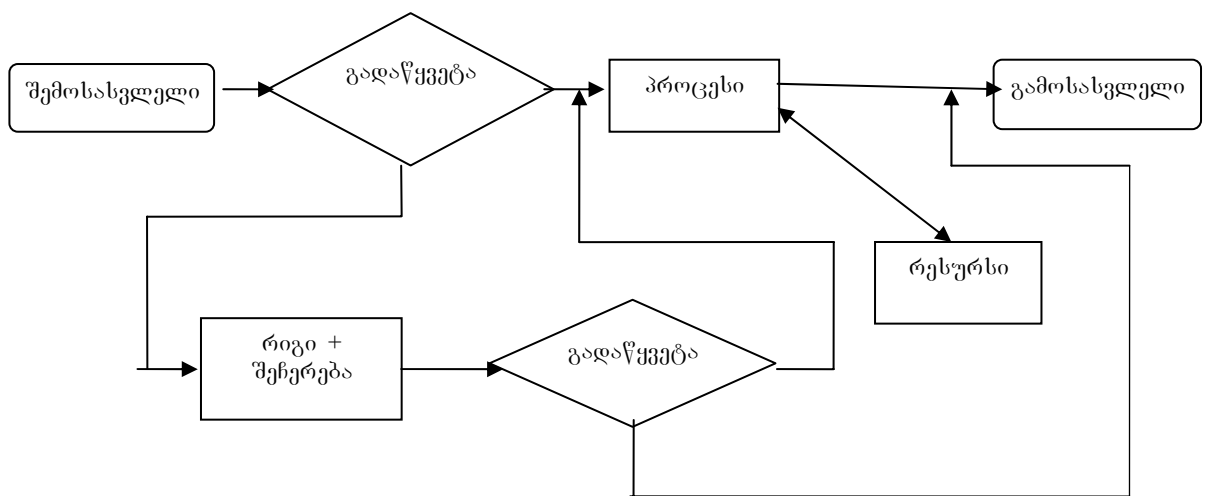 შემოსასვლელი
გადაწყვეტა
პროცესი
გამოსასვლელი
რესურსი
რიგი +
შეჩერება
გადაწყვეტა